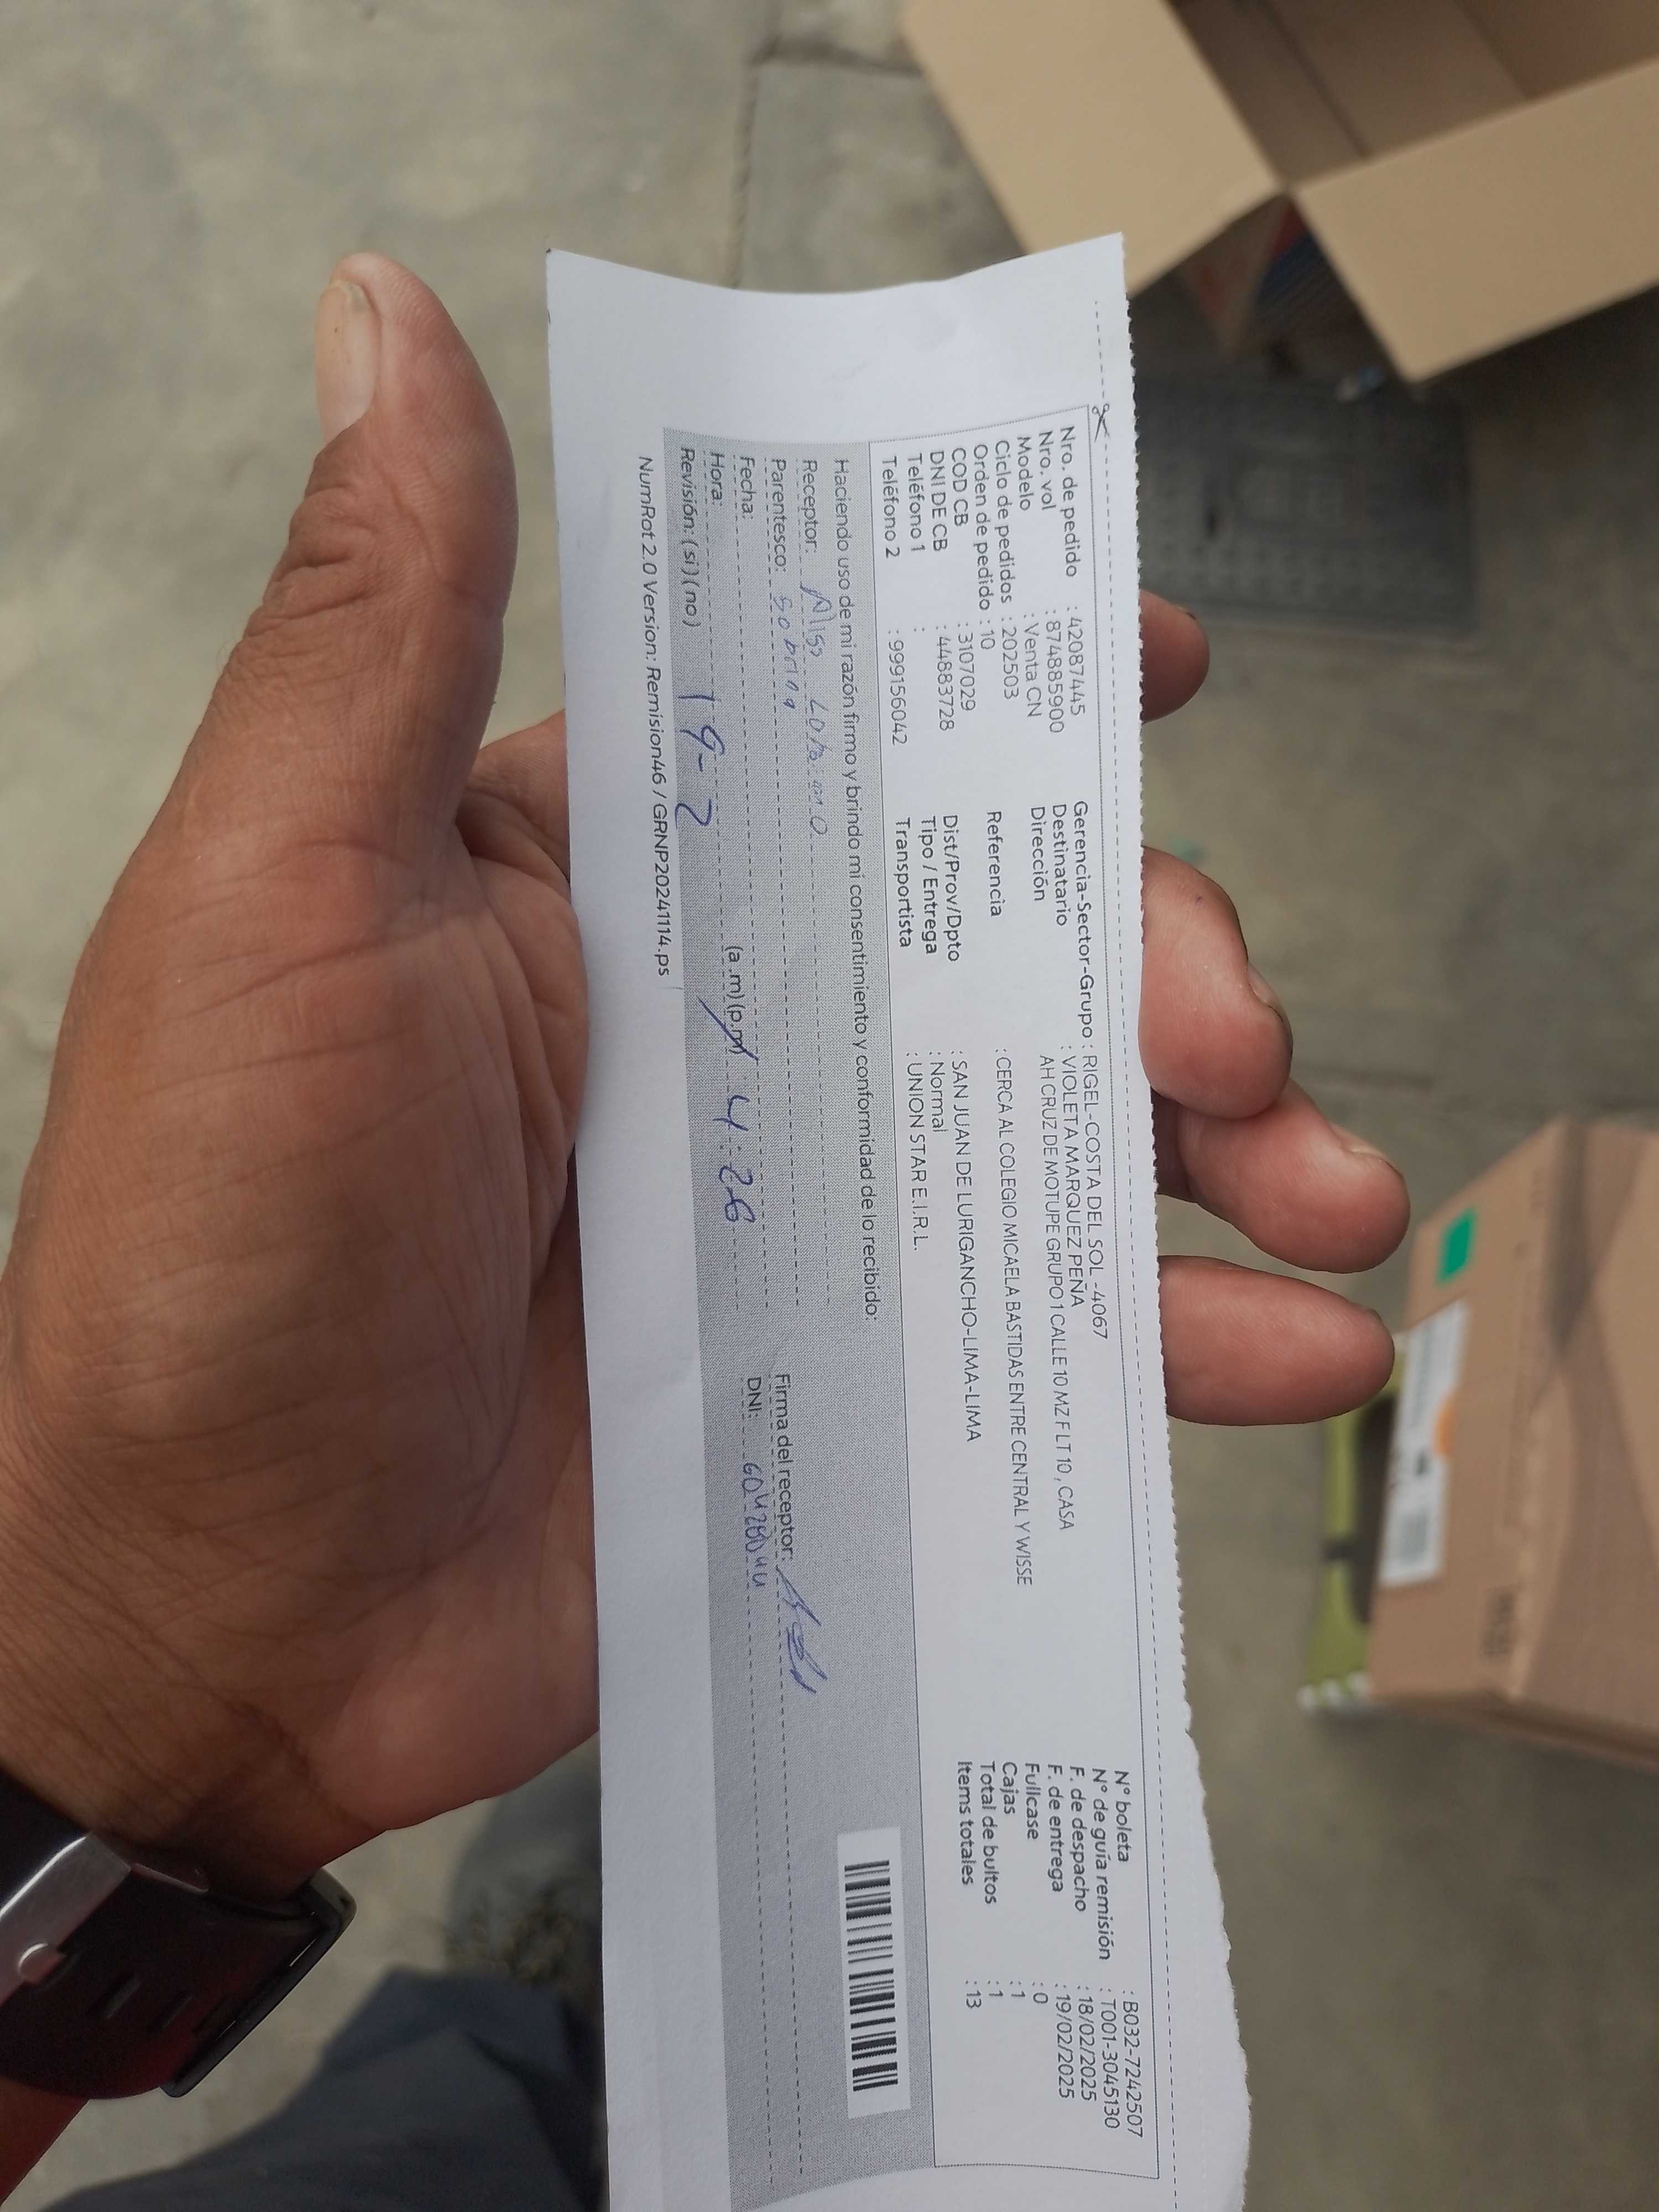 Nro. de pedido : 42087445
Nro. vol : 874885900
Modelo : Venta CN
Ciclo de pedidos : 202503
Orden de pedido : 10
COD CB : 3107029
DNI DE CB : 44883728
Teléfono 1 :
Teléfono 2 : 999156042
Gerencia-Sector-Grupo : RIGEL-COSTA DEL SOL -4067
Destinatario : VIOLETA MARQUEZ PEÑA
Dirección AH CRUZ DE MOTUPE GRUPO 1 CALLE 10 MZ F LT 10 , CASA
Referencia : CERCA AL COLEGIO MICAELA BASTIDAS ENTRE CENTRAL Y WISSE
Dist/Prov/Dpto : SAN JUAN DE LURIGANCHO-LIMA-LIMA
Tipo / Entrega : Normal
Transportista : UNION STAR E.I.R.L.
N° boleta : B032-7242507
N° de guía remisión : T001-3045130
F. de despacho : 18/02/2025
F. de entrega : 19/02/2025
Fullcase : 0
Cajas : 1
Total de bultos : 1
Items totales : 13
Haciendo uso de mi razón firmo y brindo mi consentimiento y conformidad de lo recibido:
Receptor:
Parentesco: sobrina
Fecha:
Hora: (a .m) (p.m) 4:26
Revisión: (si) (no) 19-2
Firma del receptor:
DNI:
NumRot 2.0 Version: Remision46 / GRNP20241114.ps